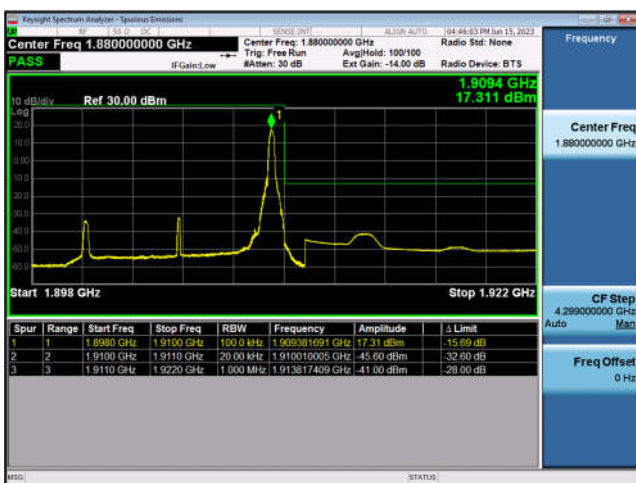 Keysight Spectrum Analyzer - Spurious Emissions
RF 50 Ω DC SENSE:INT ALIGN AUTO 04:46:03 PM Jun 15, 2023
Center Freq 1.880000000 GHz
Center Freq: 1.880000000 GHz
Radio Std: None
Trig: Free Run
Avg|Hold: 100/100
PASS
IFGain:Low
#Atten: 30 dB
Ext Gain: -14.00 dB
Radio Device: BTS
Frequency
1.9094 GHz
17.311 dBm
10 dB/div
Ref 30.00 dBm
Log
20.0
10.0
0.00
-10.0
-20.0
-30.0
-40.0
-50.0
-60.0
1
Start 1.898 GHz
Stop 1.922 GHz
Center Freq
1.880000000 GHz
CF Step
4.299000000 GHz
Auto Man
Freq Offset
0 Hz
Spur Range Start Freq Stop Freq RBW Frequency Amplitude Δ Limit
1 1 1.8980 GHz 1.9100 GHz 100.0 kHz 1.909381691 GHz 17.31 dBm -15.69 dB
2 2 1.9100 GHz 1.9110 GHz 20.00 kHz 1.910010005 GHz -45.60 dBm -32.60 dB
3 3 1.9110 GHz 1.9220 GHz 1.000 MHz 1.913817409 GHz -41.00 dBm -28.00 dB
MSG
STATUS